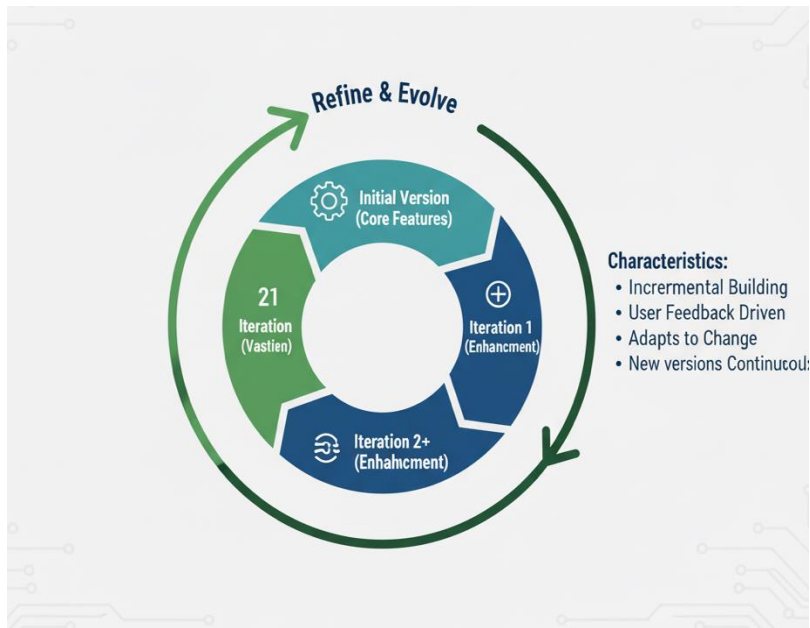 Refine & Evolve
Initial Version
(Core Features)
Iteration 1
(Enhancment)
Iteration 2+
(Enhahcment)
21
Iteration
(Vastien)
Characteristics:
• Incrermental Building
• User Feedback Driven
• Adapts to Change
• New versions